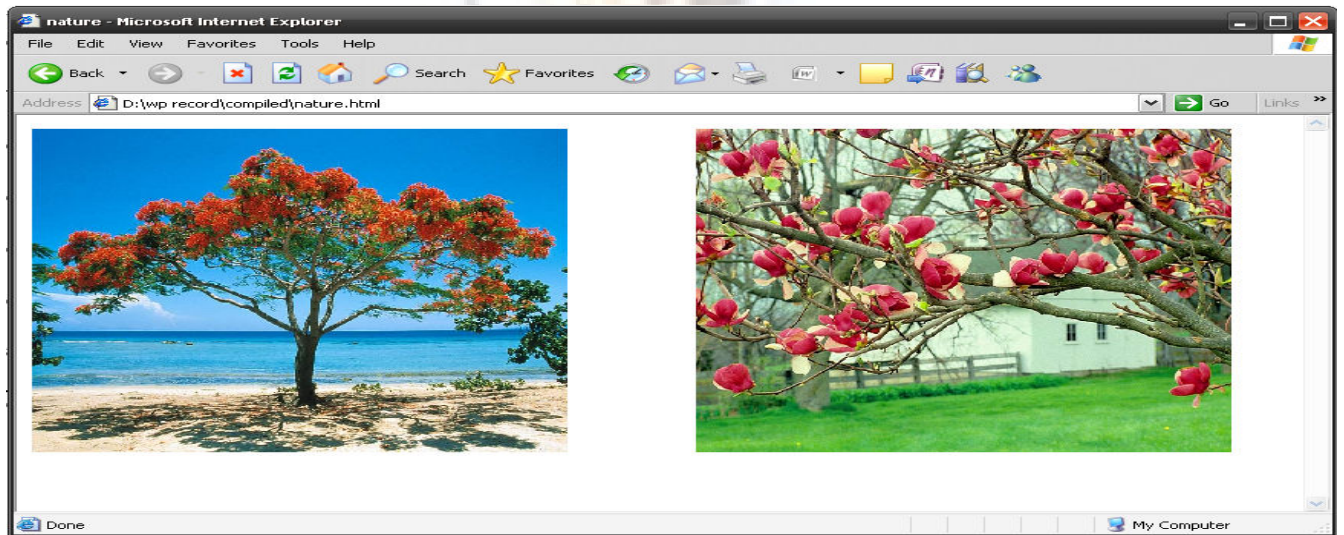 nature - Microsoft Internet Explorer
File Edit View Favorites Tools Help
Back Search Favorites
Address D:\wp record\compiled\nature.html Go Links »
Done My Computer